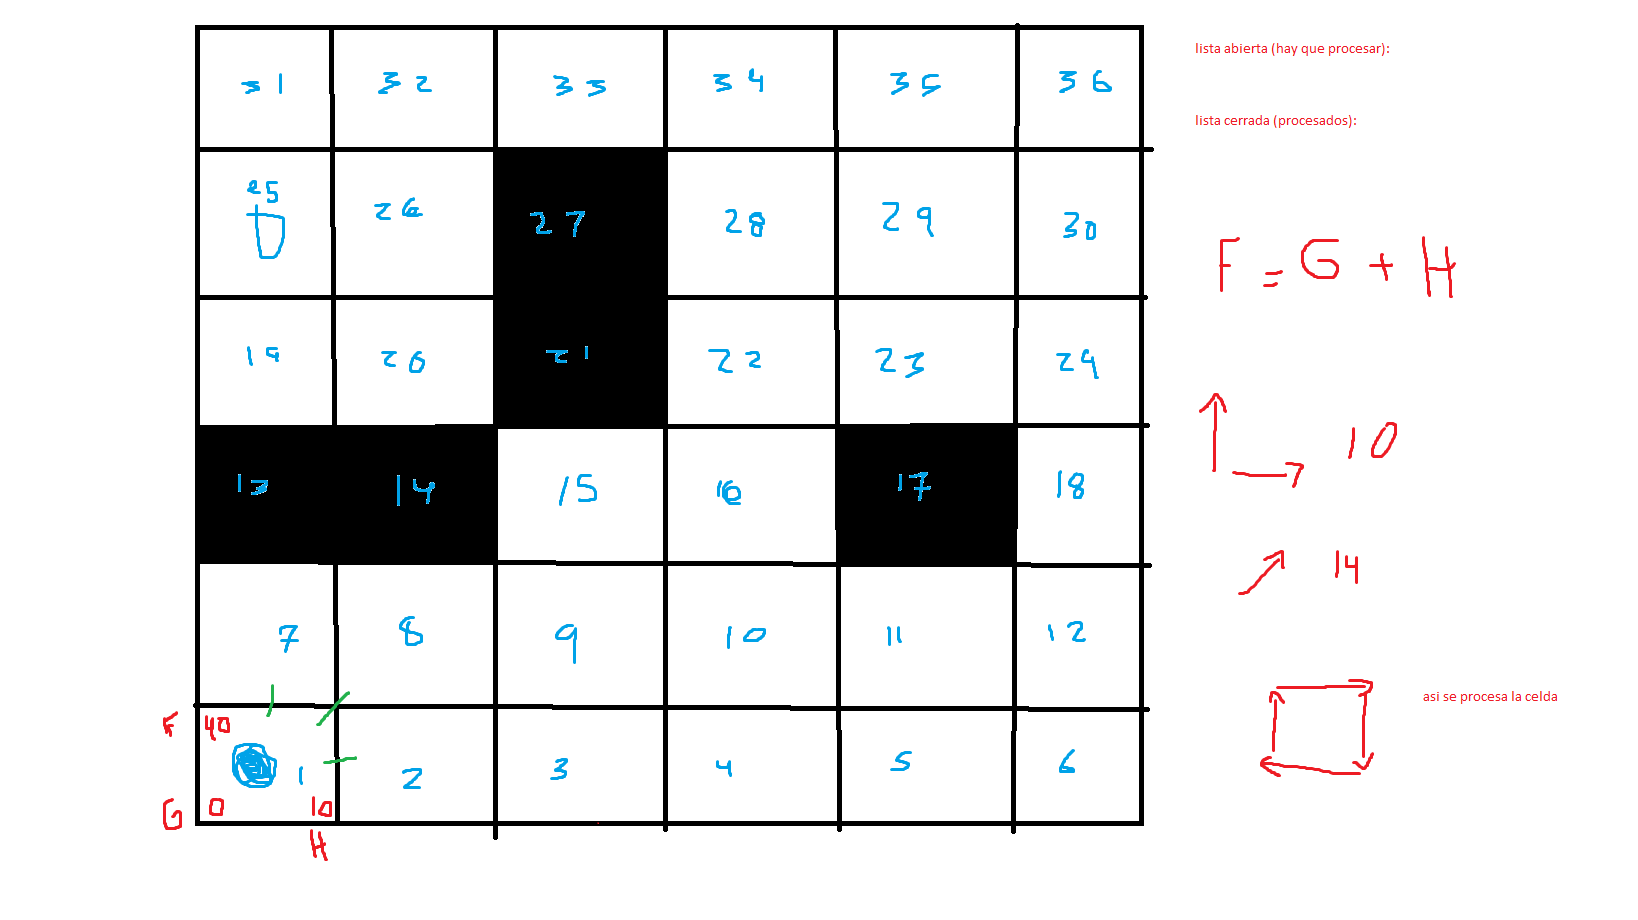 31 32 33 34 35 36
lista abierta (hay que procesar):
lista cerrada (procesados):
25 26 27 28 29 30
F = G + H
19 20 21 22 23 24
10
13 14 15 16 17 18
14
7 8 9 10 11 12
asi se procesa la celda
F 40
1 2 3 4 5 6
G 0 10
H